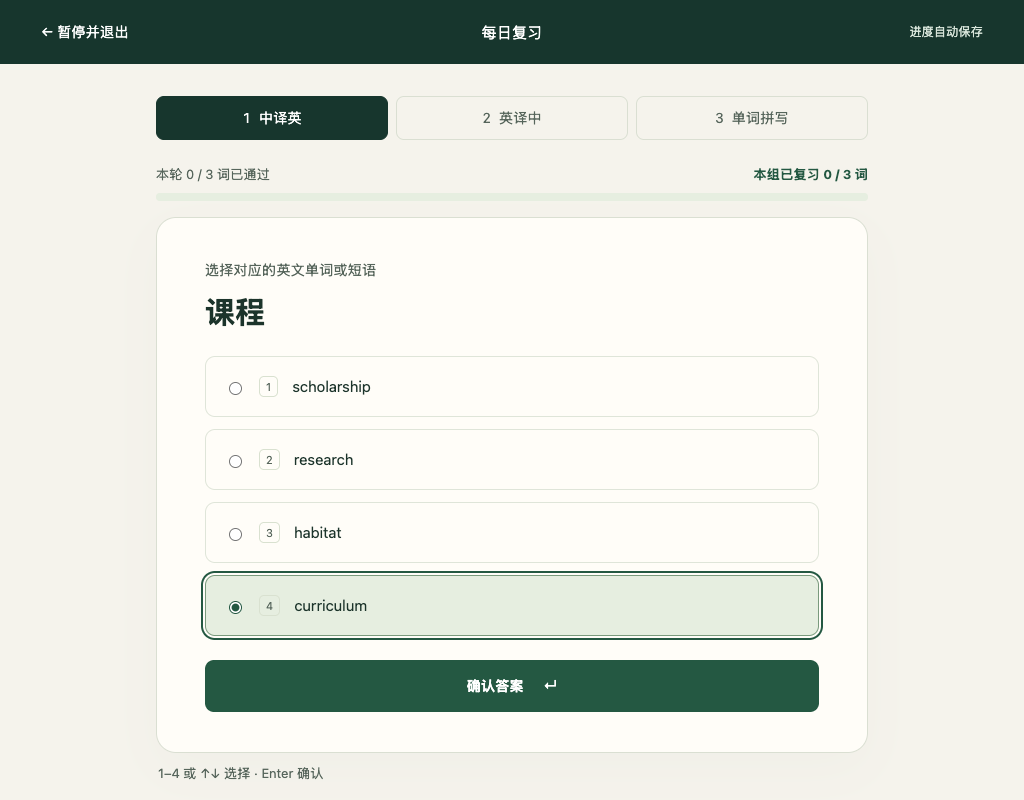 ← 暂停并退出
每日复习
进度自动保存
1 中译英
2 英译中
3 单词拼写
本轮 0 / 3 词已通过
本组已复习 0 / 3 词
选择对应的英文单词或短语
课程
1 scholarship
2 research
3 habitat
4 curriculum
确认答案 ↵
1–4 或 ↑↓ 选择 · Enter 确认